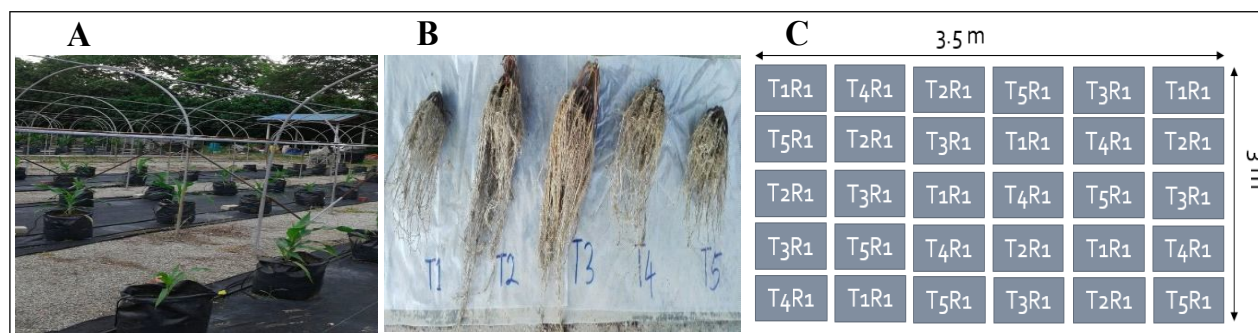 A
B
C
3.5 m
T1 T2 T3 T4 T5
T1R1 T4R1 T2R1 T5R1 T3R1 T1R1
T5R1 T2R1 T3R1 T1R1 T4R1 T2R1
T2R1 T3R1 T1R1 T4R1 T5R1 T3R1
T3R1 T5R1 T4R1 T2R1 T1R1 T4R1
T4R1 T1R1 T5R1 T3R1 T2R1 T5R1
3 m